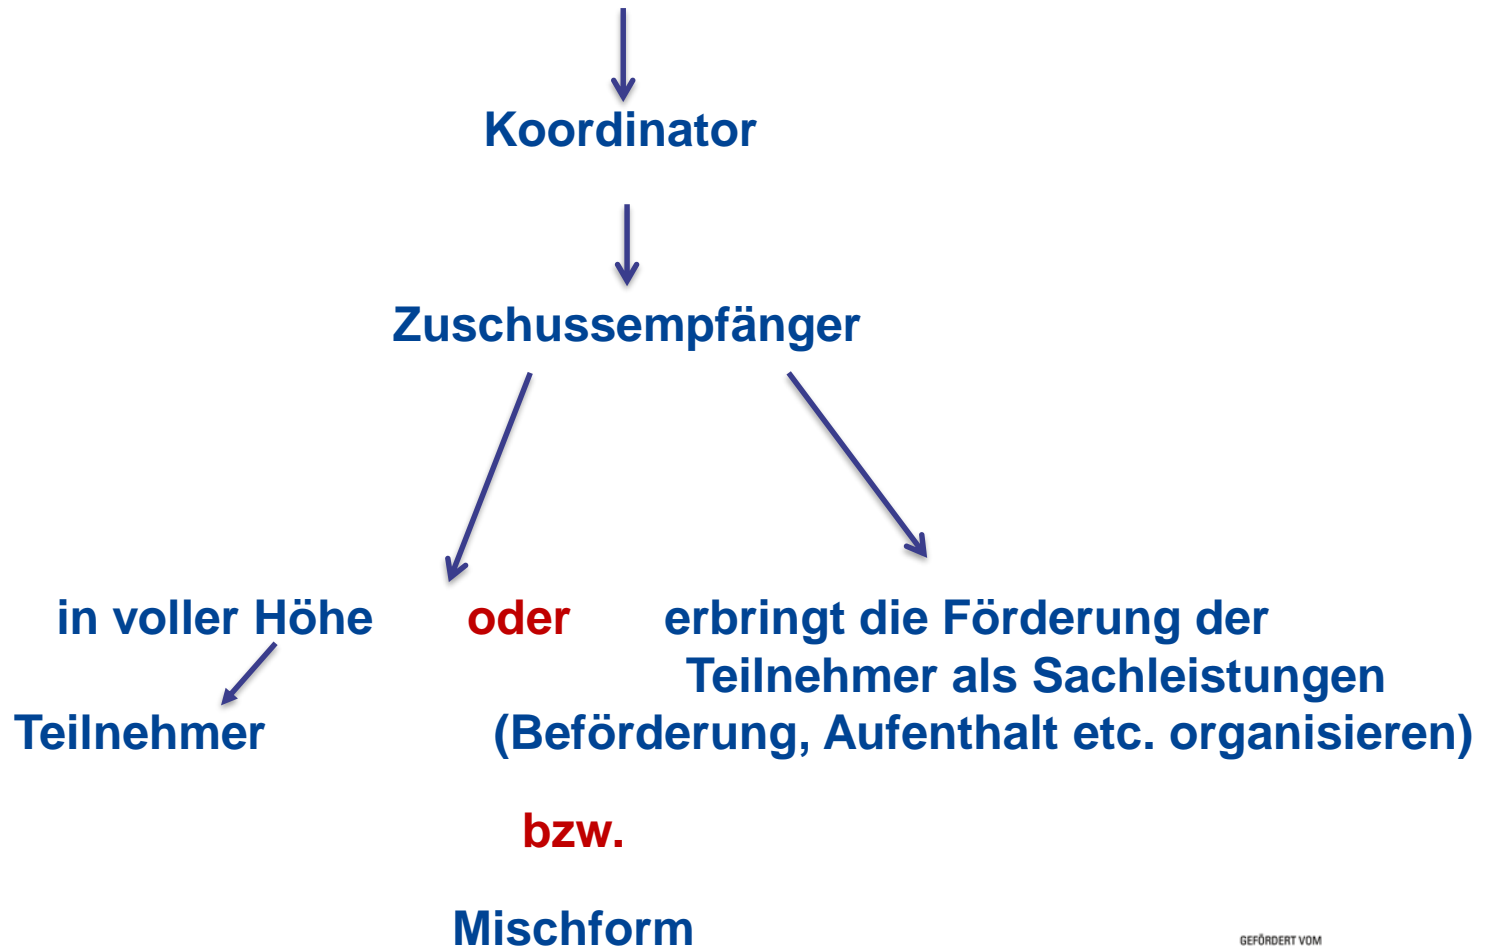 Koordinator
Zuschussempfänger
in voller Höhe oder erbringt die Förderung der
Teilnehmer als Sachleistungen
Teilnehmer (Beförderung, Aufenthalt etc. organisieren)
bzw.
Mischform
GEFÖRDERT VOM